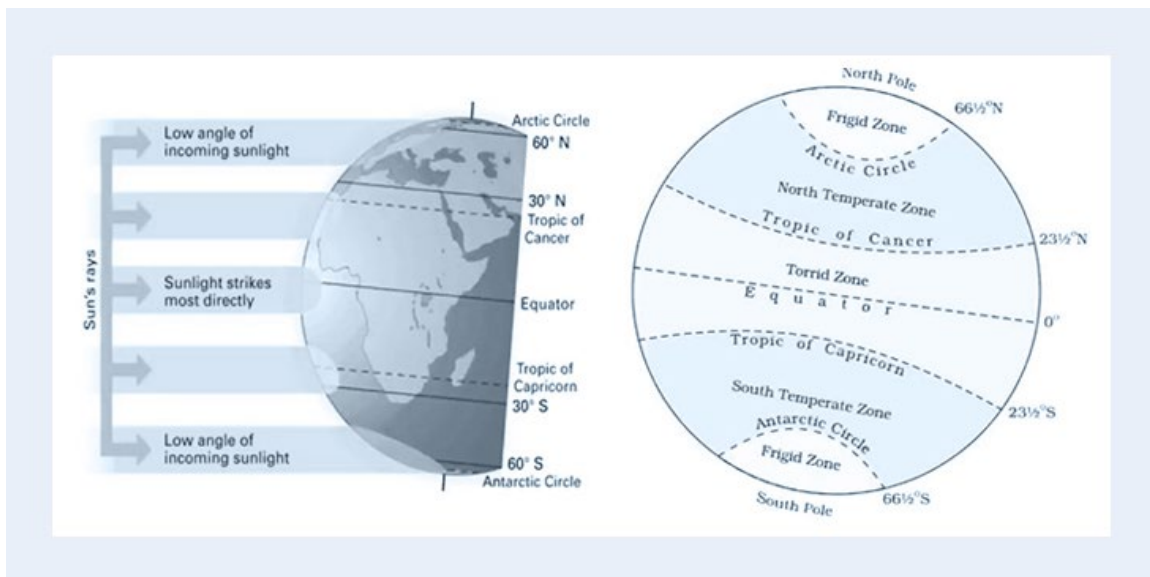 Sun's rays
Low angle of
incoming sunlight
Sunlight strikes
most directly
Low angle of
incoming sunlight
Arctic Circle
60° N
30° N
Tropic of
Cancer
Equator
Tropic of
Capricorn
30° S
60° S
Antarctic Circle
North Pole
66½°N
Frigid Zone
Arctic Circle
North Temperate Zone
Tropic of Cancer
23½°N
Torrid Zone
Equator
0°
Tropic of Capricorn
South Temperate Zone
23½°S
Antarctic Circle
Frigid Zone
66½°S
South Pole